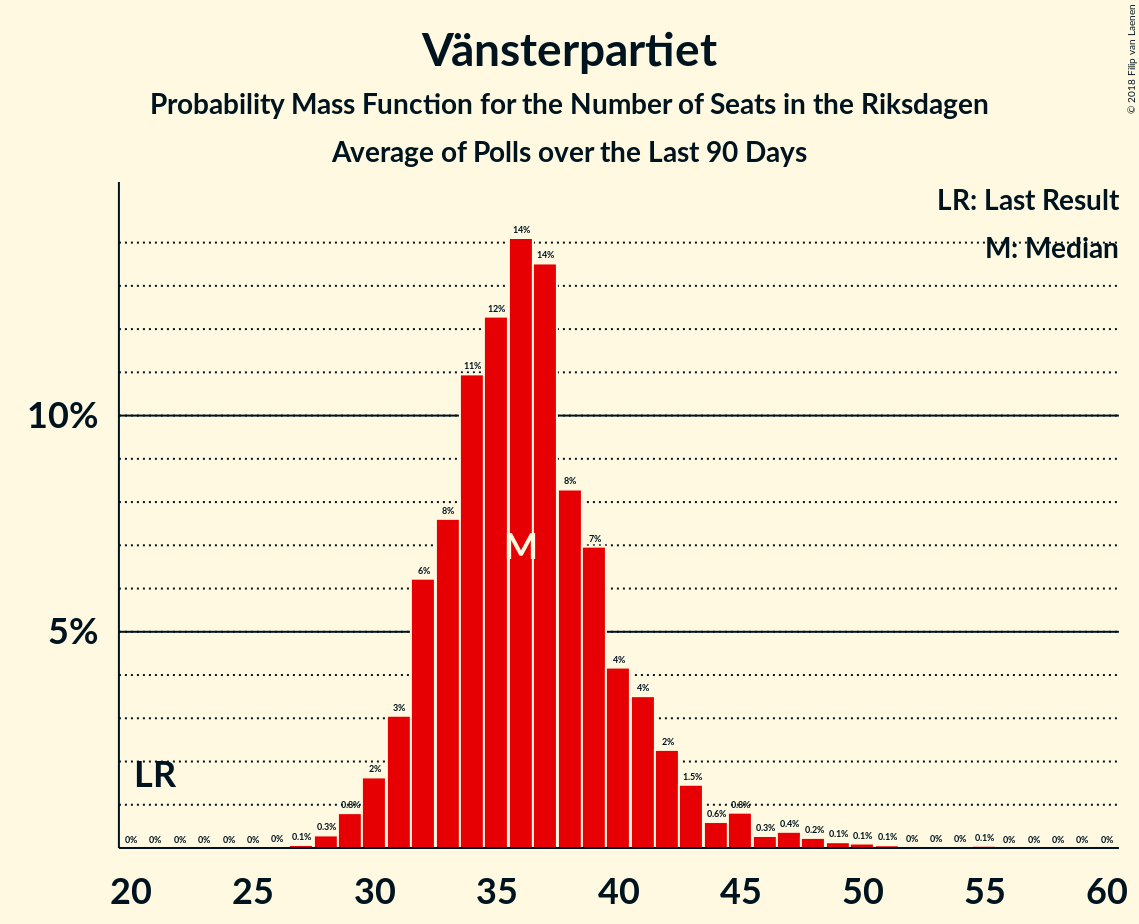 Vänsterpartiet
Probability Mass Function for the Number of Seats in the Riksdagen
Average of Polls over the Last 90 Days
© 2018 Filip van Laenen
LR: Last Result
M: Median
14%
14%
12%
11%
10%
8%
8%
7%
M
6%
5%
4%
4%
3%
2%
LR
2%
1.5%
0.8%
0.8%
0.6%
0% 0% 0% 0% 0% 0% 0% 0.1% 0.3% 0.3% 0.4% 0.2% 0.1% 0.1% 0.1% 0% 0% 0% 0.1% 0% 0% 0% 0% 0%
20 25 30 35 40 45 50 55 60